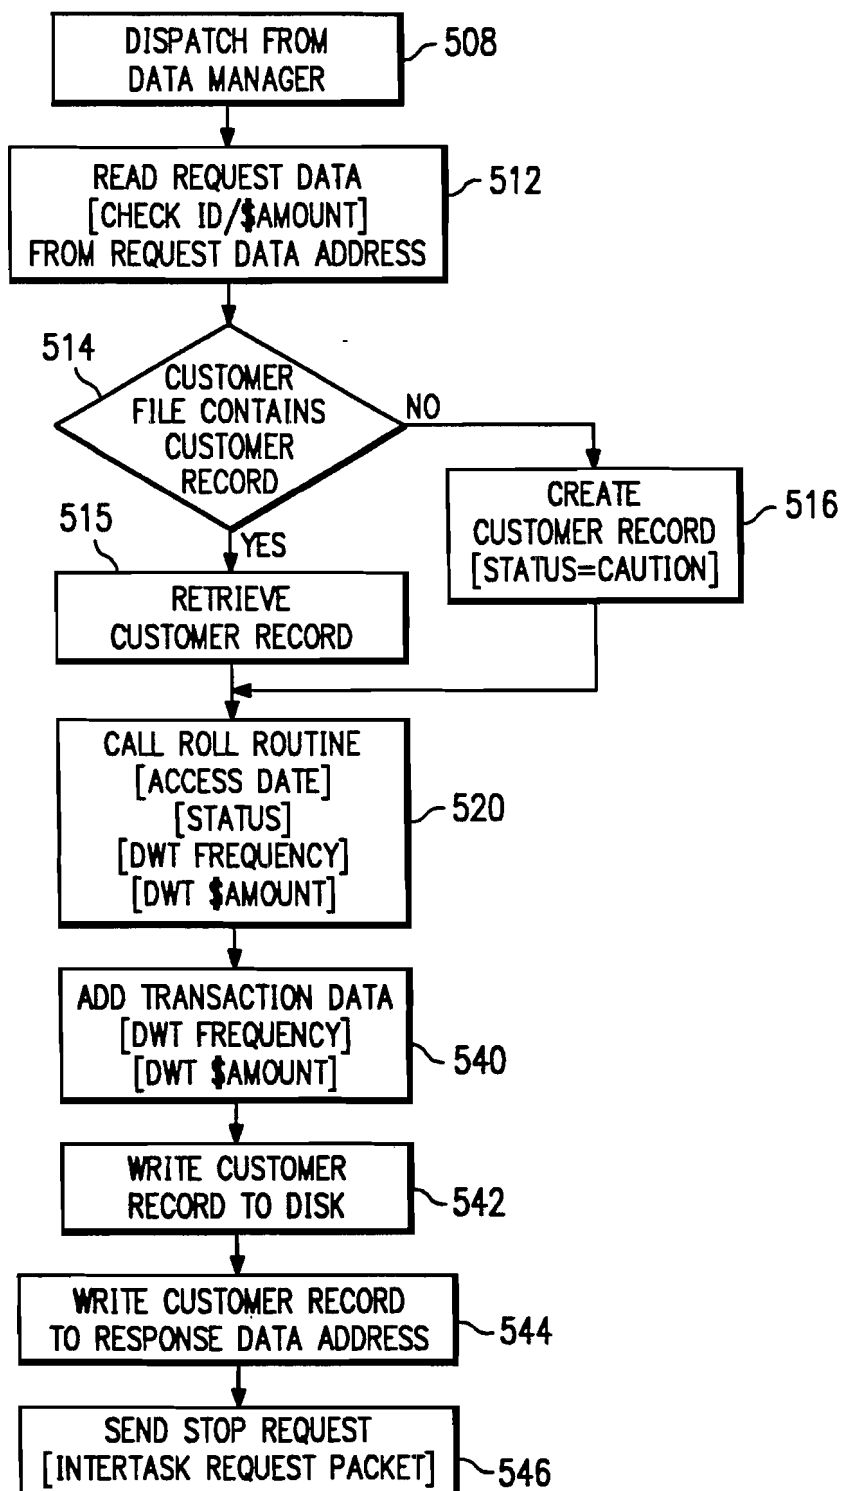 DISPATCH FROM
DATA MANAGER
508
READ REQUEST DATA
[CHECK ID/$AMOUNT]
FROM REQUEST DATA ADDRESS
512
514
CUSTOMER
FILE CONTAINS
CUSTOMER
RECORD
NO
YES
CREATE
CUSTOMER RECORD
[STATUS=CAUTION]
516
515
RETRIEVE
CUSTOMER RECORD
CALL ROLL ROUTINE
[ACCESS DATE]
[STATUS]
[DWT FREQUENCY]
[DWT $AMOUNT]
520
ADD TRANSACTION DATA
[DWT FREQUENCY]
[DWT $AMOUNT]
540
WRITE CUSTOMER
RECORD TO DISK
542
WRITE CUSTOMER RECORD
TO RESPONSE DATA ADDRESS
544
SEND STOP REQUEST
[INTERTASK REQUEST PACKET]
546